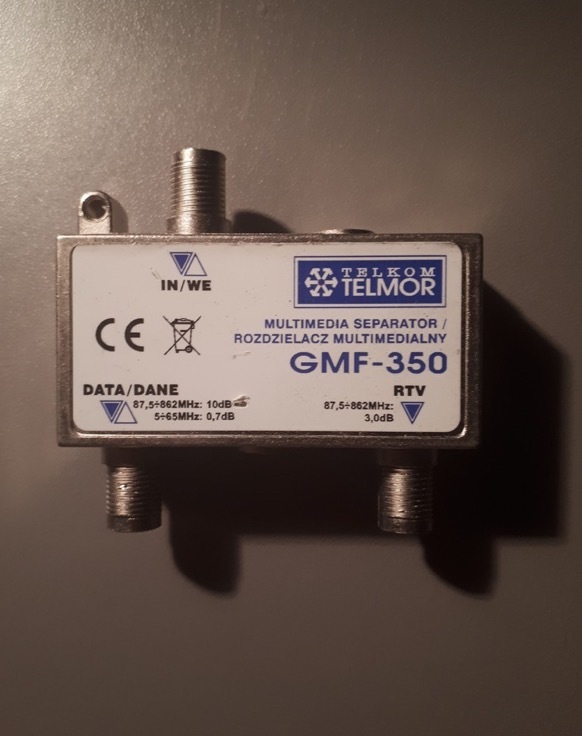 IN/WE
TELKOM
TELMOR
MULTIMEDIA SEPARATOR /
ROZDZIELACZ MULTIMEDIALNY
GMF-350
CE
DATA/DANE
87,5÷862MHz: 10dB
5÷65MHz: 0,7dB
RTV
87,5÷862MHz:
3,0dB